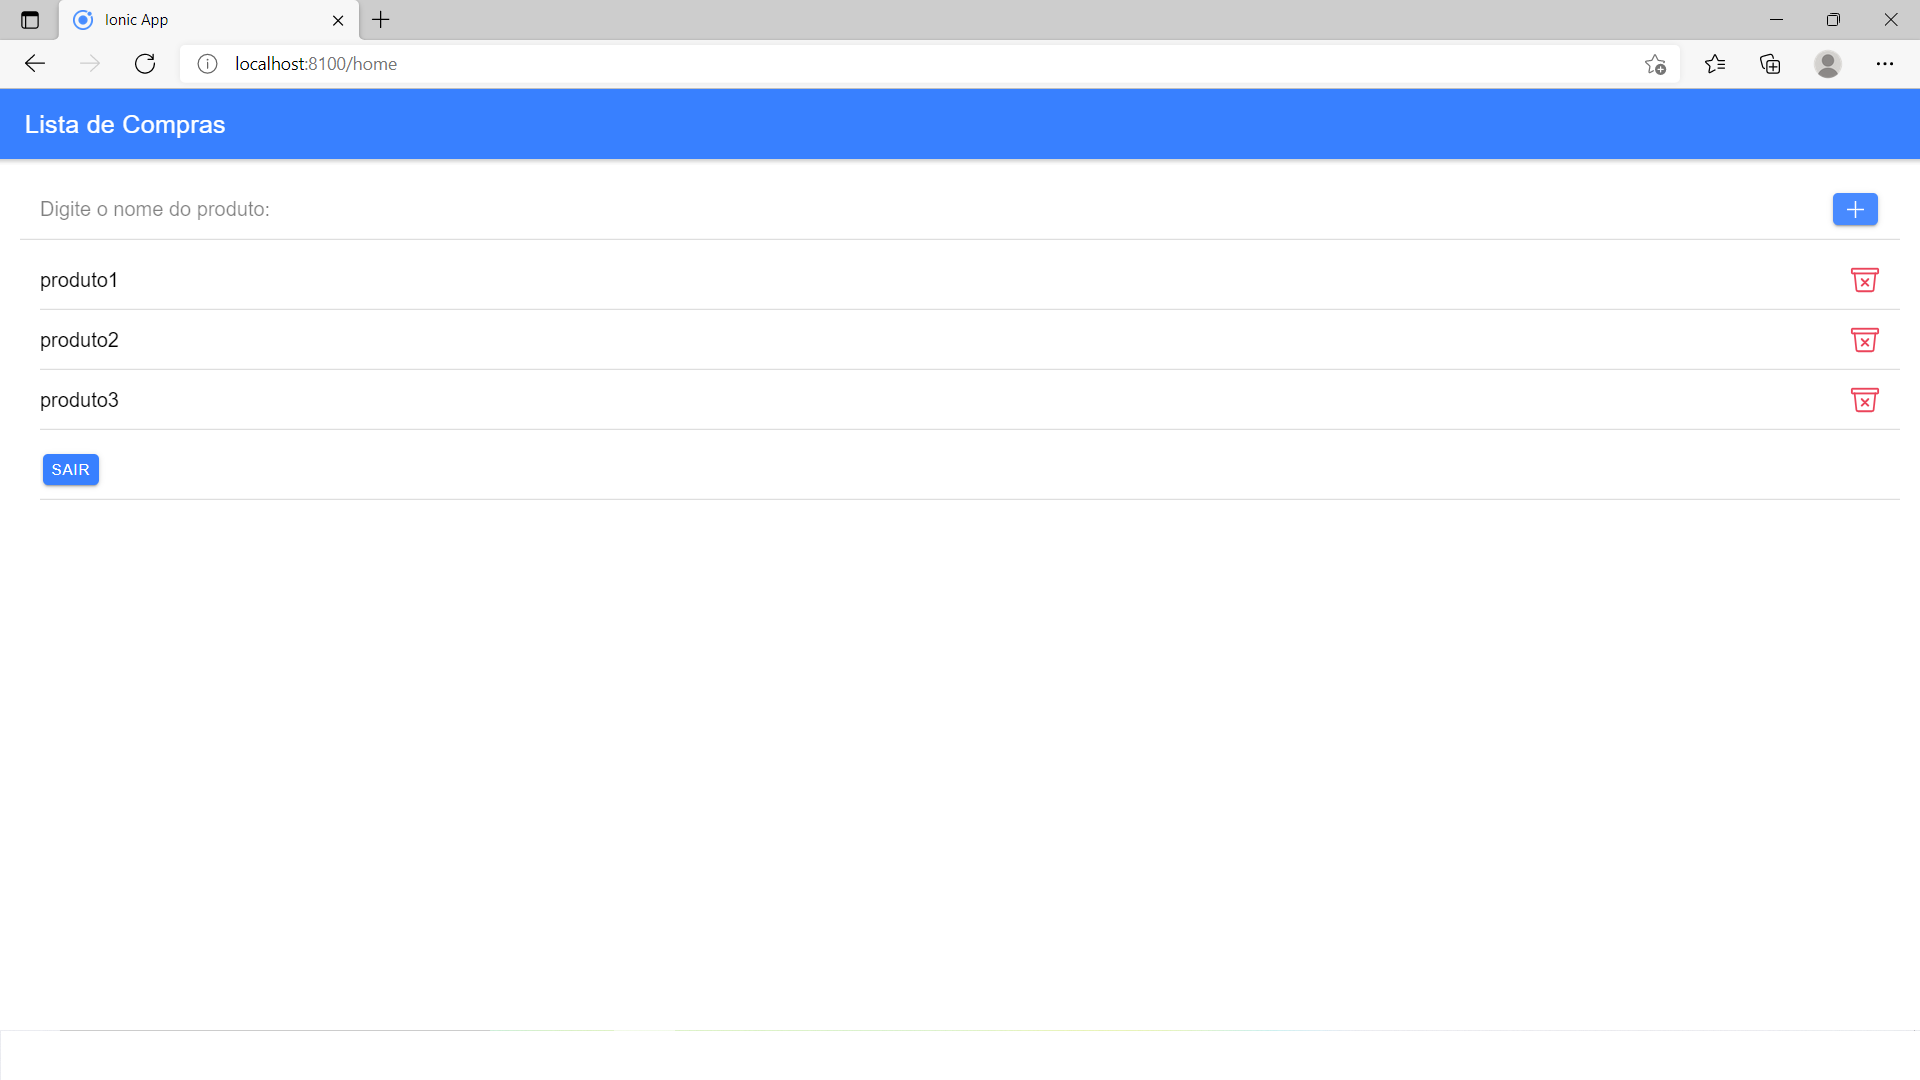 Ionic App
localhost:8100/home
Lista de Compras
Digite o nome do produto:
produto1
produto2
produto3
SAIR